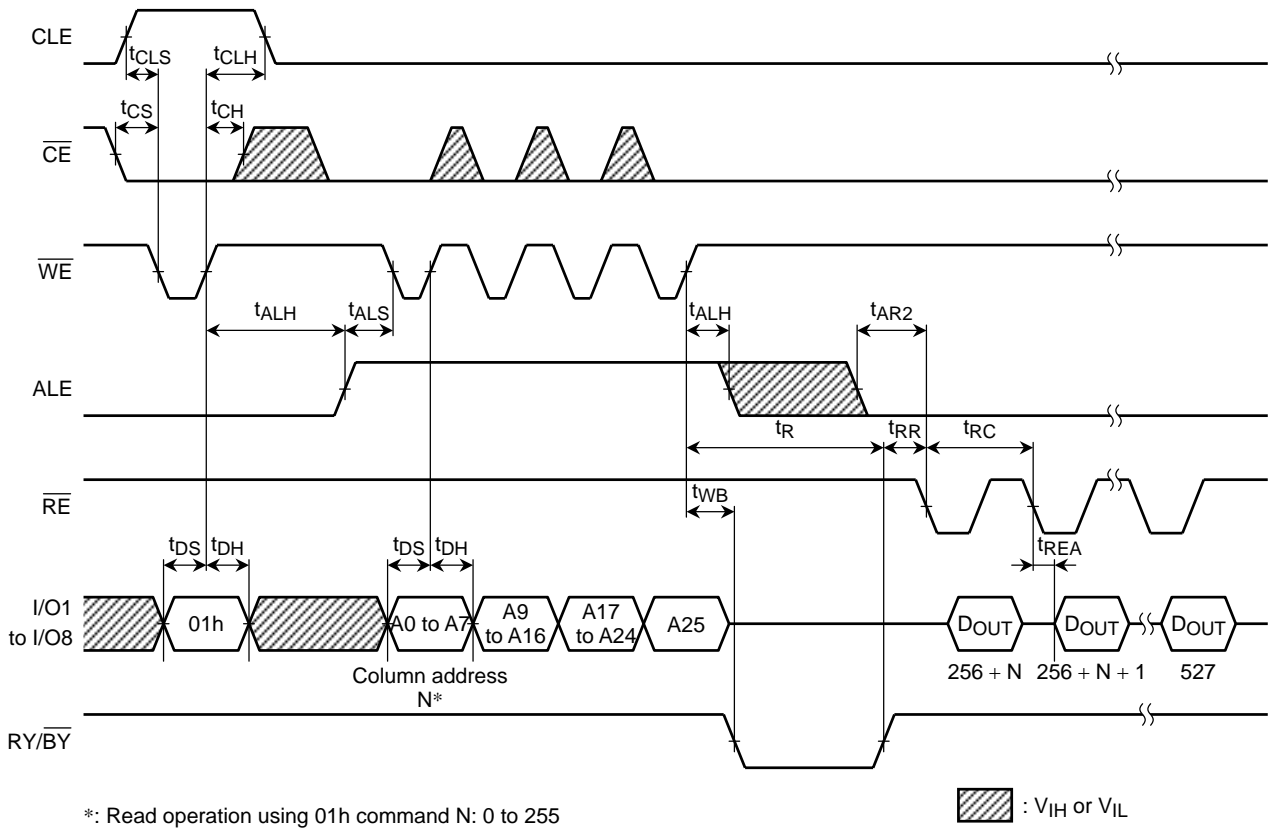 CLE
tCLS tCLH
tCS tCH
CE
WE
tALH tALS tALH tAR2
ALE
tR tRR tRC
RE
tWB
tREA
tDS tDH tDS tDH
I/O1
to I/O8
01h
A0 to A7
A9
to A16
A17
to A24
A25
DOUT DOUT DOUT
256 + N 256 + N + 1 527
Column address
N*
RY/BY
*: Read operation using 01h command N: 0 to 255
: VIH or VIL